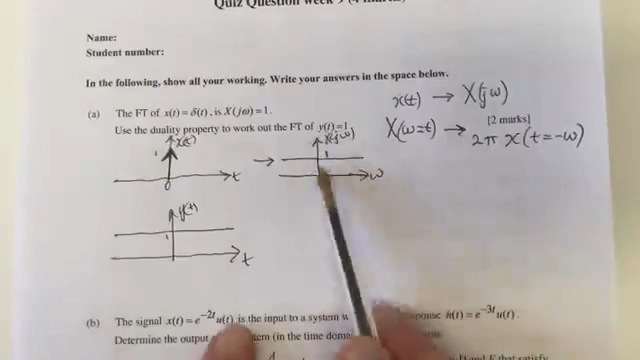 Quiz Question week
Name:
Student number:
In the following, show all your working. Write your answers in the space below.
(a) The FT of x(t) = δ(t), is X(jω) = 1.
Use the duality property to work out the FT of y(t) = 1
[2 marks]
x(t) → X(jω)
X(ω=t) → 2π x(t=-ω)
x(t)
1
0
t
→
X(jω)
1
ω
y(t)
1
t
(b) The signal x(t) = e^{-2t}u(t), is the input to a system w
h(t) = e^{-3t}u(t).
Determine the output
(in the time